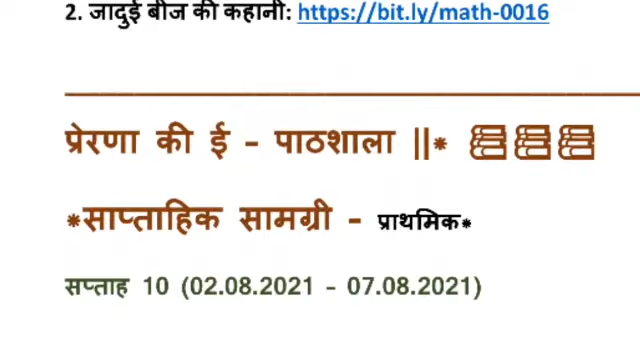 2. जादुई बीज की कहानी: https://bit.ly/math-0016
प्रेरणा की ई - पाठशाला ||* 📚📚📚
*साप्ताहिक सामग्री - प्राथमिक*
सप्ताह 10 (02.08.2021 - 07.08.2021)